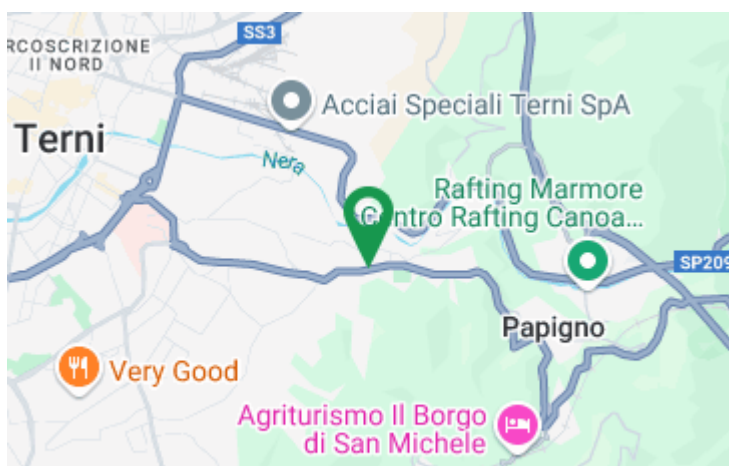 SS3
RCOSCRIZIONE
II NORD
Acciai Speciali Terni SpA
Terni
Nera
Rafting Marmore
Centro Rafting Canoa...
SP209
Papigno
Very Good
Agriturismo Il Borgo
di San Michele